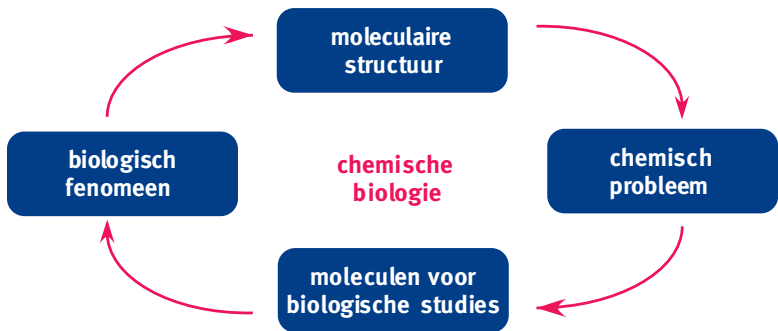 moleculaire
structuur
biologisch
fenomeen
chemische
biologie
chemisch
probleem
moleculen voor
biologische studies